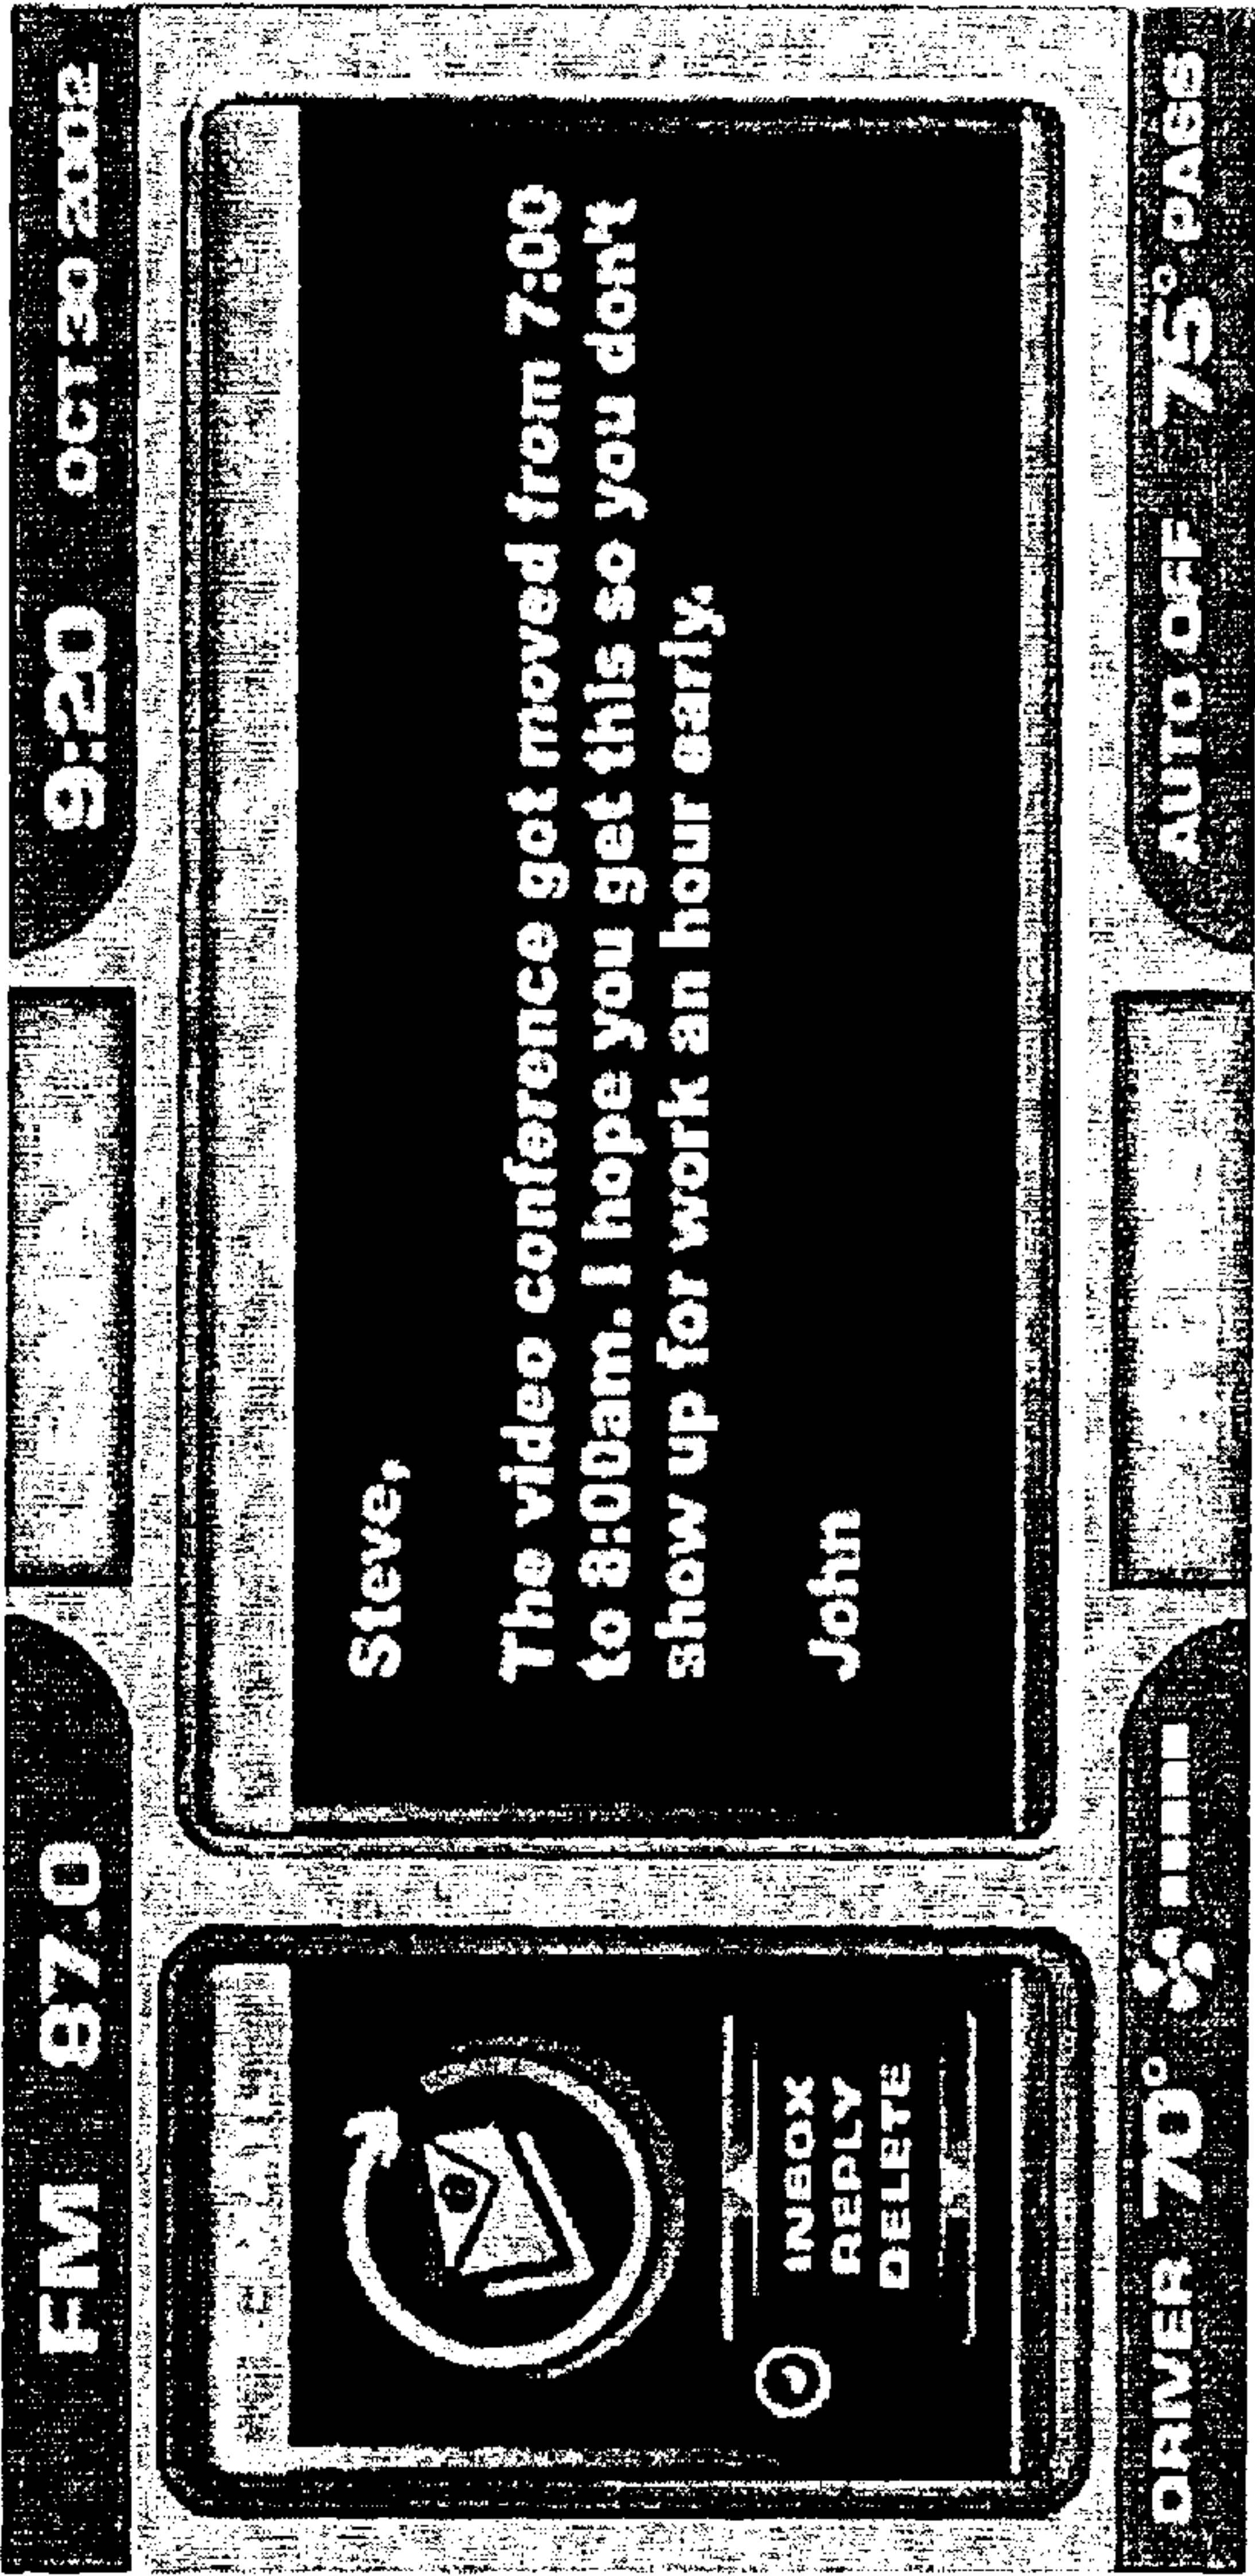 FM 87.0
9:20 OCT 30 2002
INBOX
REPLY
DELETE
Steve,
The video conference got moved from 7:00
to 8:00am. I hope you get this so you don't
show up for work an hour early.
John
DRIVER 70°
AUTO OFF 75° PASS